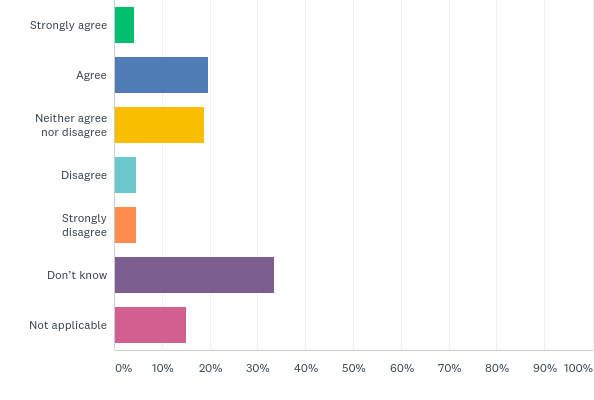 Strongly agree
Agree
Neither agree
nor disagree
Disagree
Strongly
disagree
Don't know
Not applicable
0% 10% 20% 30% 40% 50% 60% 70% 80% 90% 100%